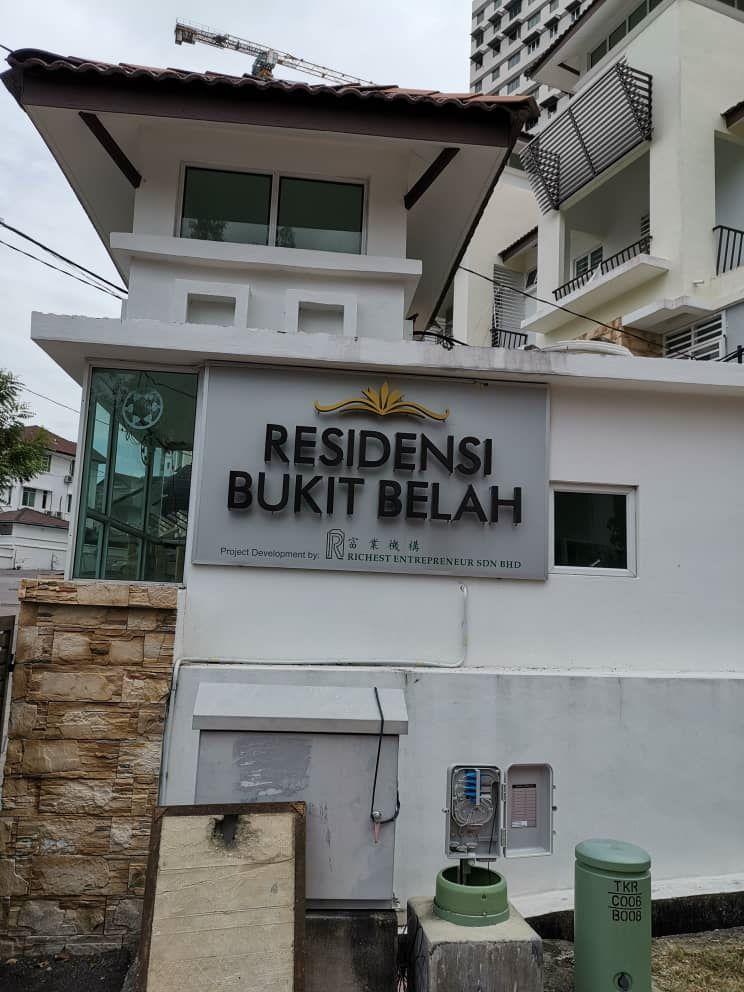 RESIDENSI
BUKIT BELAH
Project Development by:
富業機構
RICHEST ENTREPRENEUR SDN BHD
TKR
C006
B008